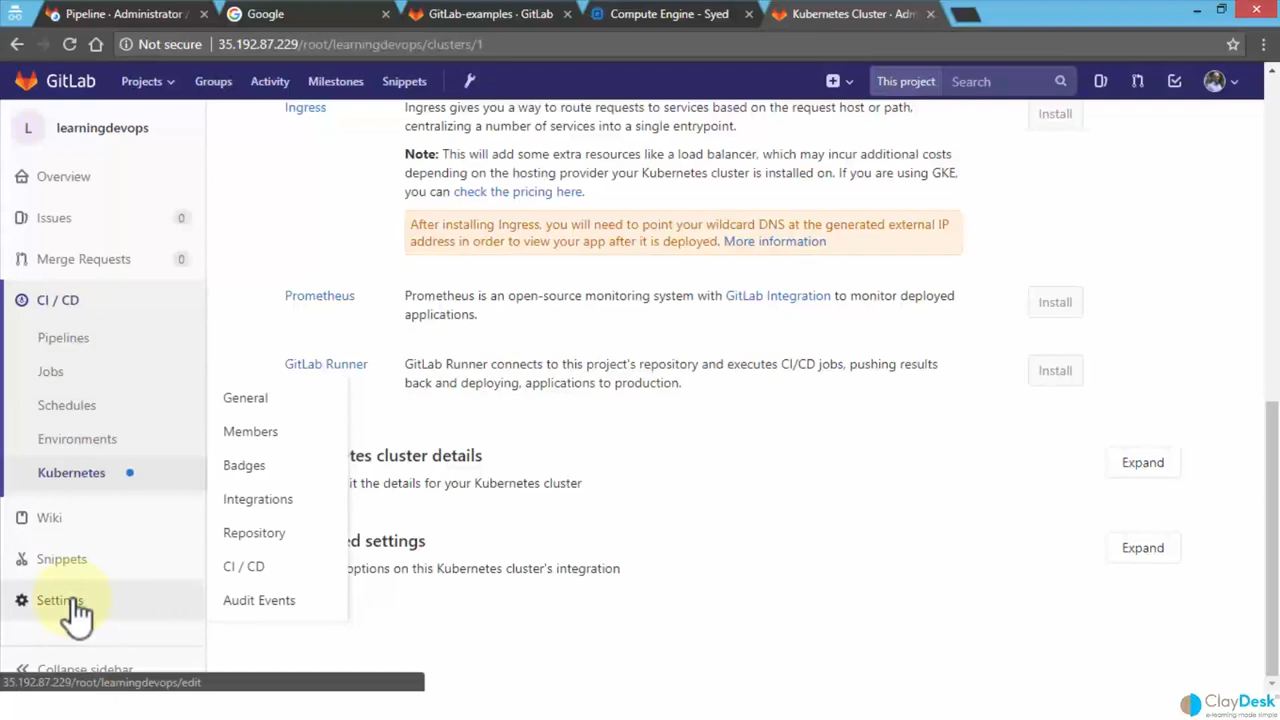 Pipeline · Administrator
Google
GitLab-examples · GitLab
Compute Engine - Syed
Kubernetes Cluster · Adm
Not secure
35.192.87.229/root/learningdevops/clusters/1
GitLab
Projects
Groups
Activity
Milestones
Snippets
This project
Search
L
learningdevops
Overview
Issues
0
Merge Requests
0
CI / CD
Pipelines
Jobs
Schedules
Environments
Kubernetes
Wiki
Snippets
Settings
Collapse sidebar
General
Members
Badges
Integrations
Repository
CI / CD
Audit Events
Ingress
Ingress gives you a way to route requests to services based on the request host or path,
centralizing a number of services into a single entrypoint.
Install
Note: This will add some extra resources like a load balancer, which may incur additional costs
depending on the hosting provider your Kubernetes cluster is installed on. If you are using GKE,
you can check the pricing here.
After installing Ingress, you will need to point your wildcard DNS at the generated external IP
address in order to view your app after it is deployed. More information
Prometheus
Prometheus is an open-source monitoring system with GitLab Integration to monitor deployed
applications.
Install
GitLab Runner
GitLab Runner connects to this project's repository and executes CI/CD jobs, pushing results
back and deploying, applications to production.
Install
tes cluster details
it the details for your Kubernetes cluster
Expand
ed settings
options on this Kubernetes cluster's integration
Expand
35.192.87.229/root/learningdevops/edit
ClayDesk
e-learning made simple